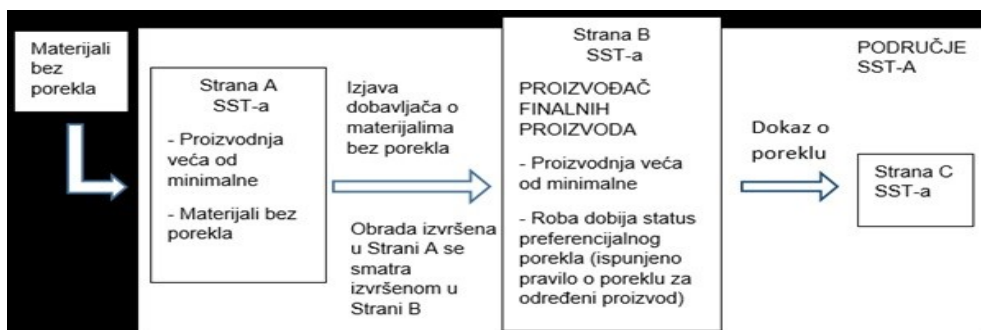 Materijali
bez
porekla
Strana A
SST-a
- Proizvodnja
veća od
minimalne
- Materijali bez
porekla
Izjava
dobavljača o
materijalima
bez porekla
Obrada izvršena
u Strani A se
smatra
izvršenom u
Strani B
Strana B
SST-a
PROIZVOĐAČ
FINALNIH
PROIZVODA
- Proizvodnja veća
od minimalne
- Roba dobija status
preferencijalnog
porekla (ispunjeno
pravilo o poreklu za
određeni proizvod)
Dokaz o
poreklu
PODRUČJE
SST-A
Strana C
SST-a